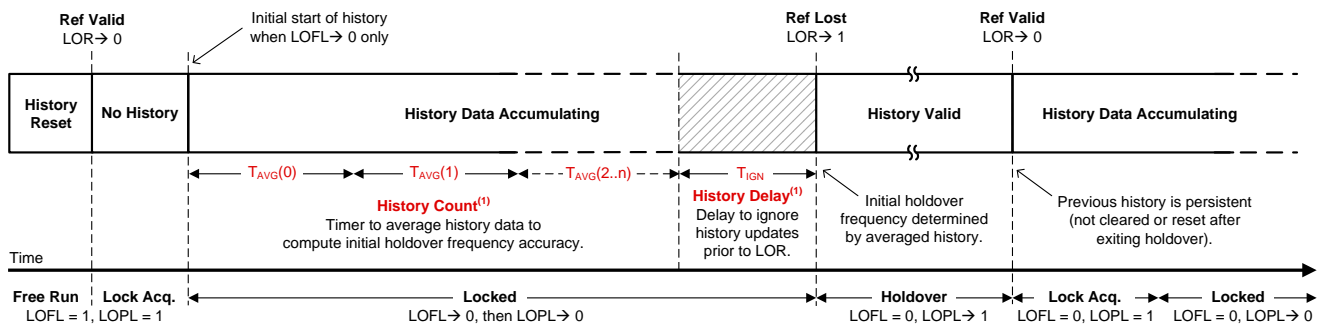 Ref Valid
LOR→ 0
Initial start of history
when LOFL→ 0 only
Ref Lost
LOR→ 1
Ref Valid
LOR→ 0
History
Reset
No History
History Data Accumulating
History Valid
History Data Accumulating
TAVG(0)
TAVG(1)
TAVG(2..n)
TIGN
History Count(1)
Timer to average history data to
compute initial holdover frequency accuracy.
History Delay(1)
Delay to ignore
history updates
prior to LOR.
Initial holdover
frequency determined
by averaged history.
Previous history is persistent
(not cleared or reset after
exiting holdover).
Time
Free Run
Lock Acq.
LOFL = 1, LOPL = 1
Locked
LOFL→ 0, then LOPL→ 0
Holdover
LOFL = 0, LOPL→ 1
Lock Acq.
LOFL = 0, LOPL = 1
Locked
LOFL = 0, LOPL→ 0